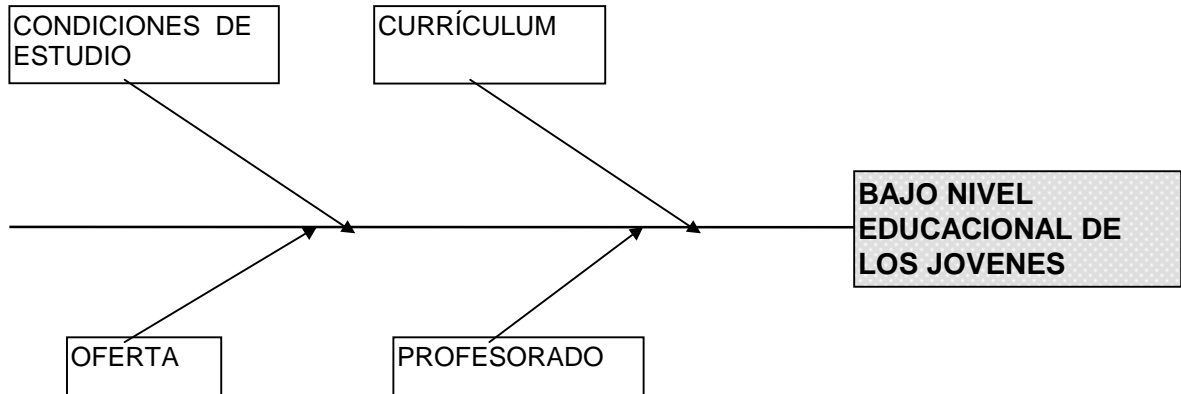 CONDICIONES DE
ESTUDIO
CURRÍCULUM
BAJO NIVEL
EDUCACIONAL DE
LOS JOVENES
OFERTA
PROFESORADO